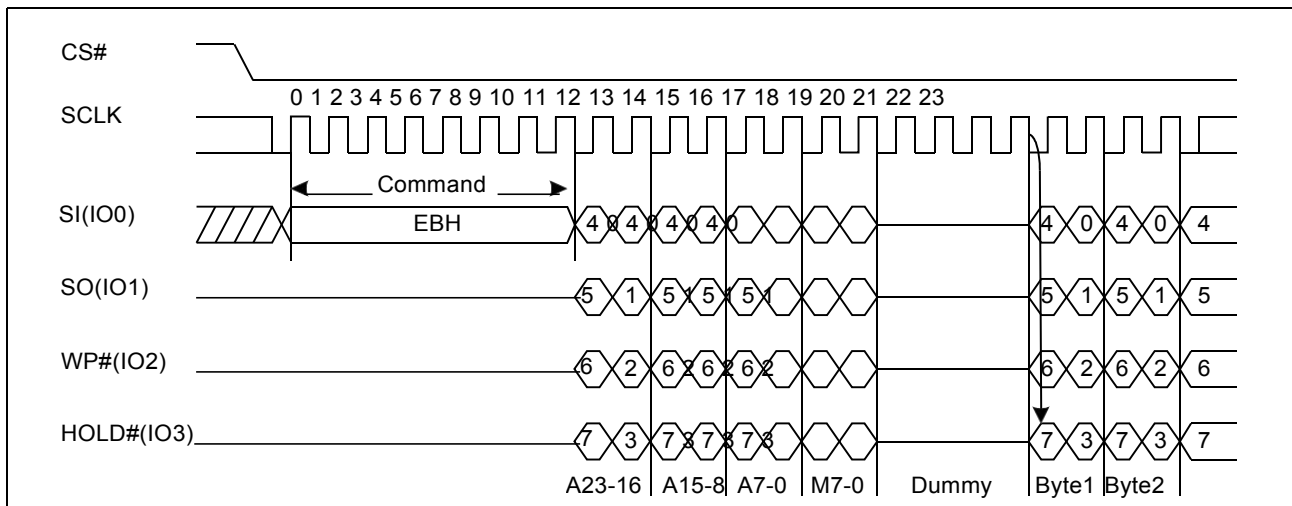 CS#
0 1 2 3 4 5 6 7 8 9 10 11 12 13 14 15 16 17 18 19 20 21 22 23
SCLK
Command
SI(IO0) EBH 4 0 4 0 4 0 4 0 4 0 4 0 4
SO(IO1) 5 1 5 1 5 1 5 1 5 1 5 1 5
WP#(IO2) 6 2 6 2 6 2 6 2 6 2 6 2 6
HOLD#(IO3) 7 3 7 3 7 3 7 3 7 3 7 3 7
A23-16 A15-8 A7-0 M7-0 Dummy Byte1 Byte2